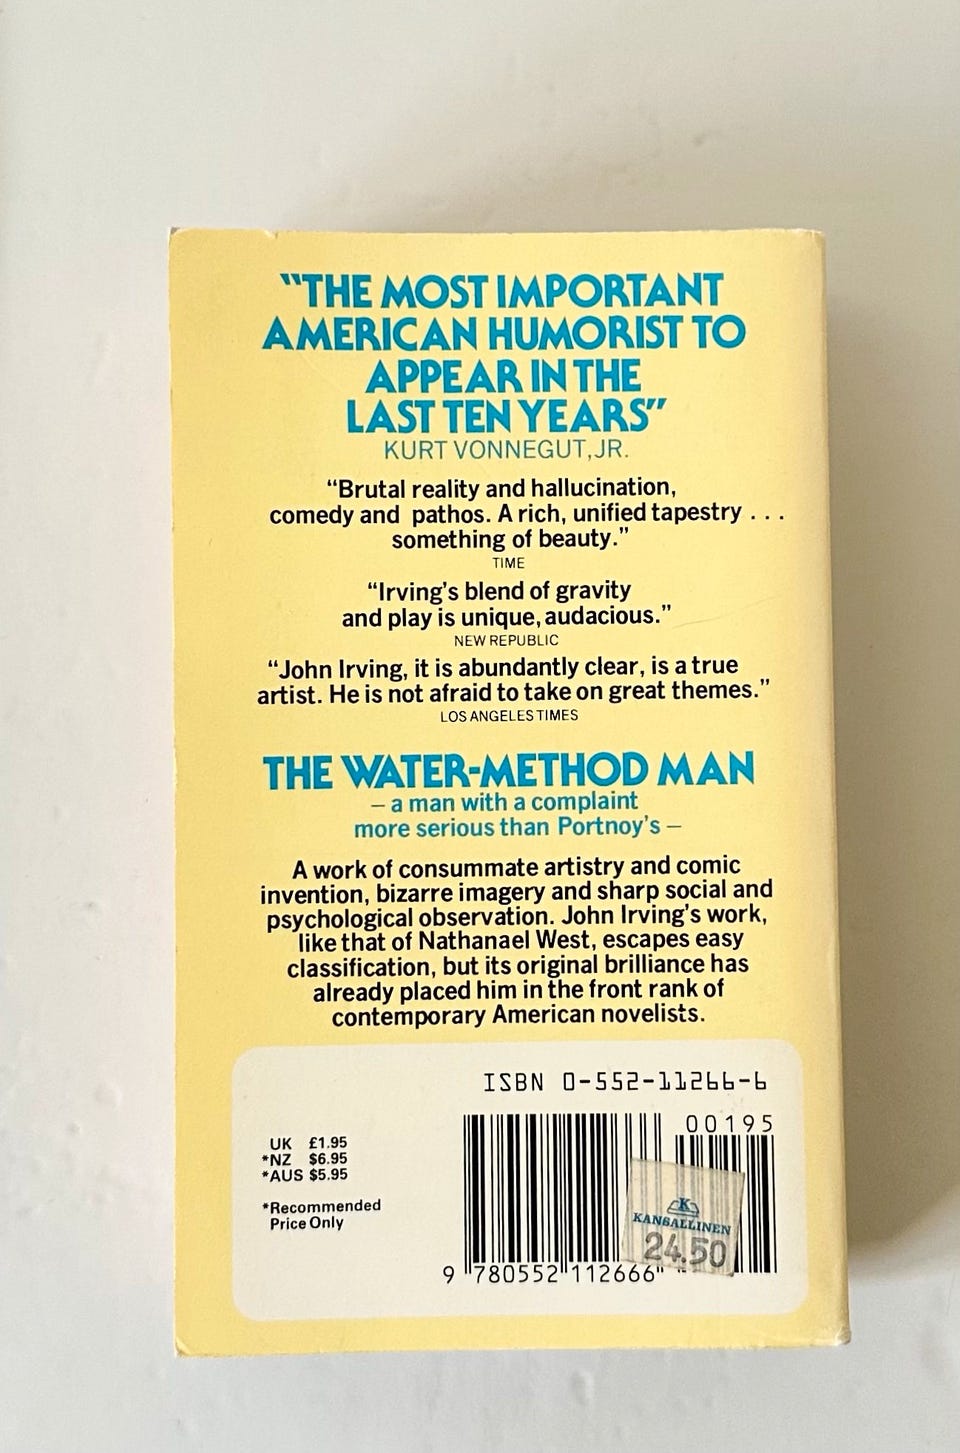 "THE MOST IMPORTANT
AMERICAN HUMORIST TO
APPEAR IN THE
LAST TEN YEARS"
KURT VONNEGUT, JR.
"Brutal reality and hallucination,
comedy and pathos. A rich, unified tapestry . . .
something of beauty."
TIME
"Irving's blend of gravity
and play is unique, audacious."
NEW REPUBLIC
"John Irving, it is abundantly clear, is a true
artist. He is not afraid to take on great themes."
LOS ANGELES TIMES
THE WATER-METHOD MAN
– a man with a complaint
more serious than Portnoy's –
A work of consummate artistry and comic
invention, bizarre imagery and sharp social and
psychological observation. John Irving's work,
like that of Nathanael West, escapes easy
classification, but its original brilliance has
already placed him in the front rank of
contemporary American novelists.
ISBN 0-552-11266-6
00195
UK £1.95
*NZ $6.95
*AUS $5.95
*Recommended
Price Only
K
KANSALLINEN
24.50
9 780552 112666